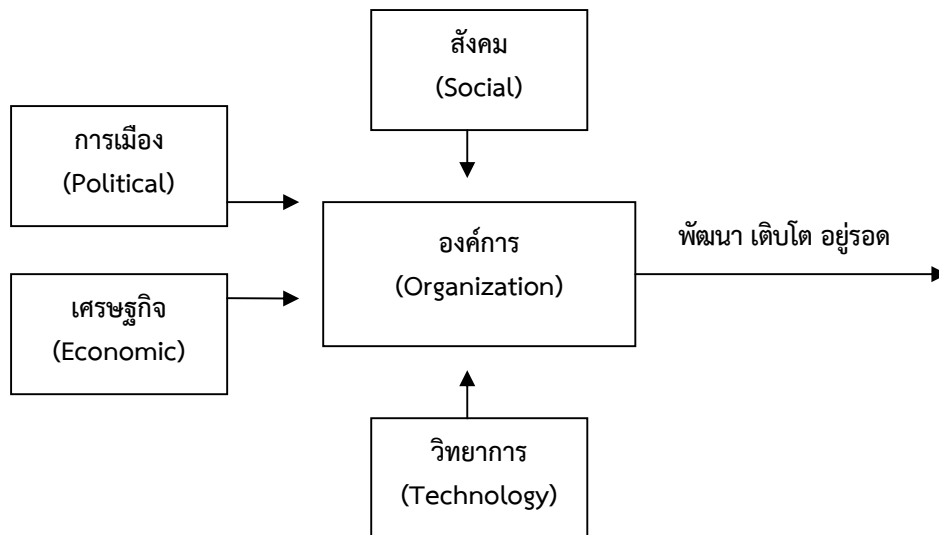 สังคม
(Social)
การเมือง
(Political)
องค์การ
(Organization)
พัฒนา เติบโต อยู่รอด
เศรษฐกิจ
(Economic)
วิทยาการ
(Technology)